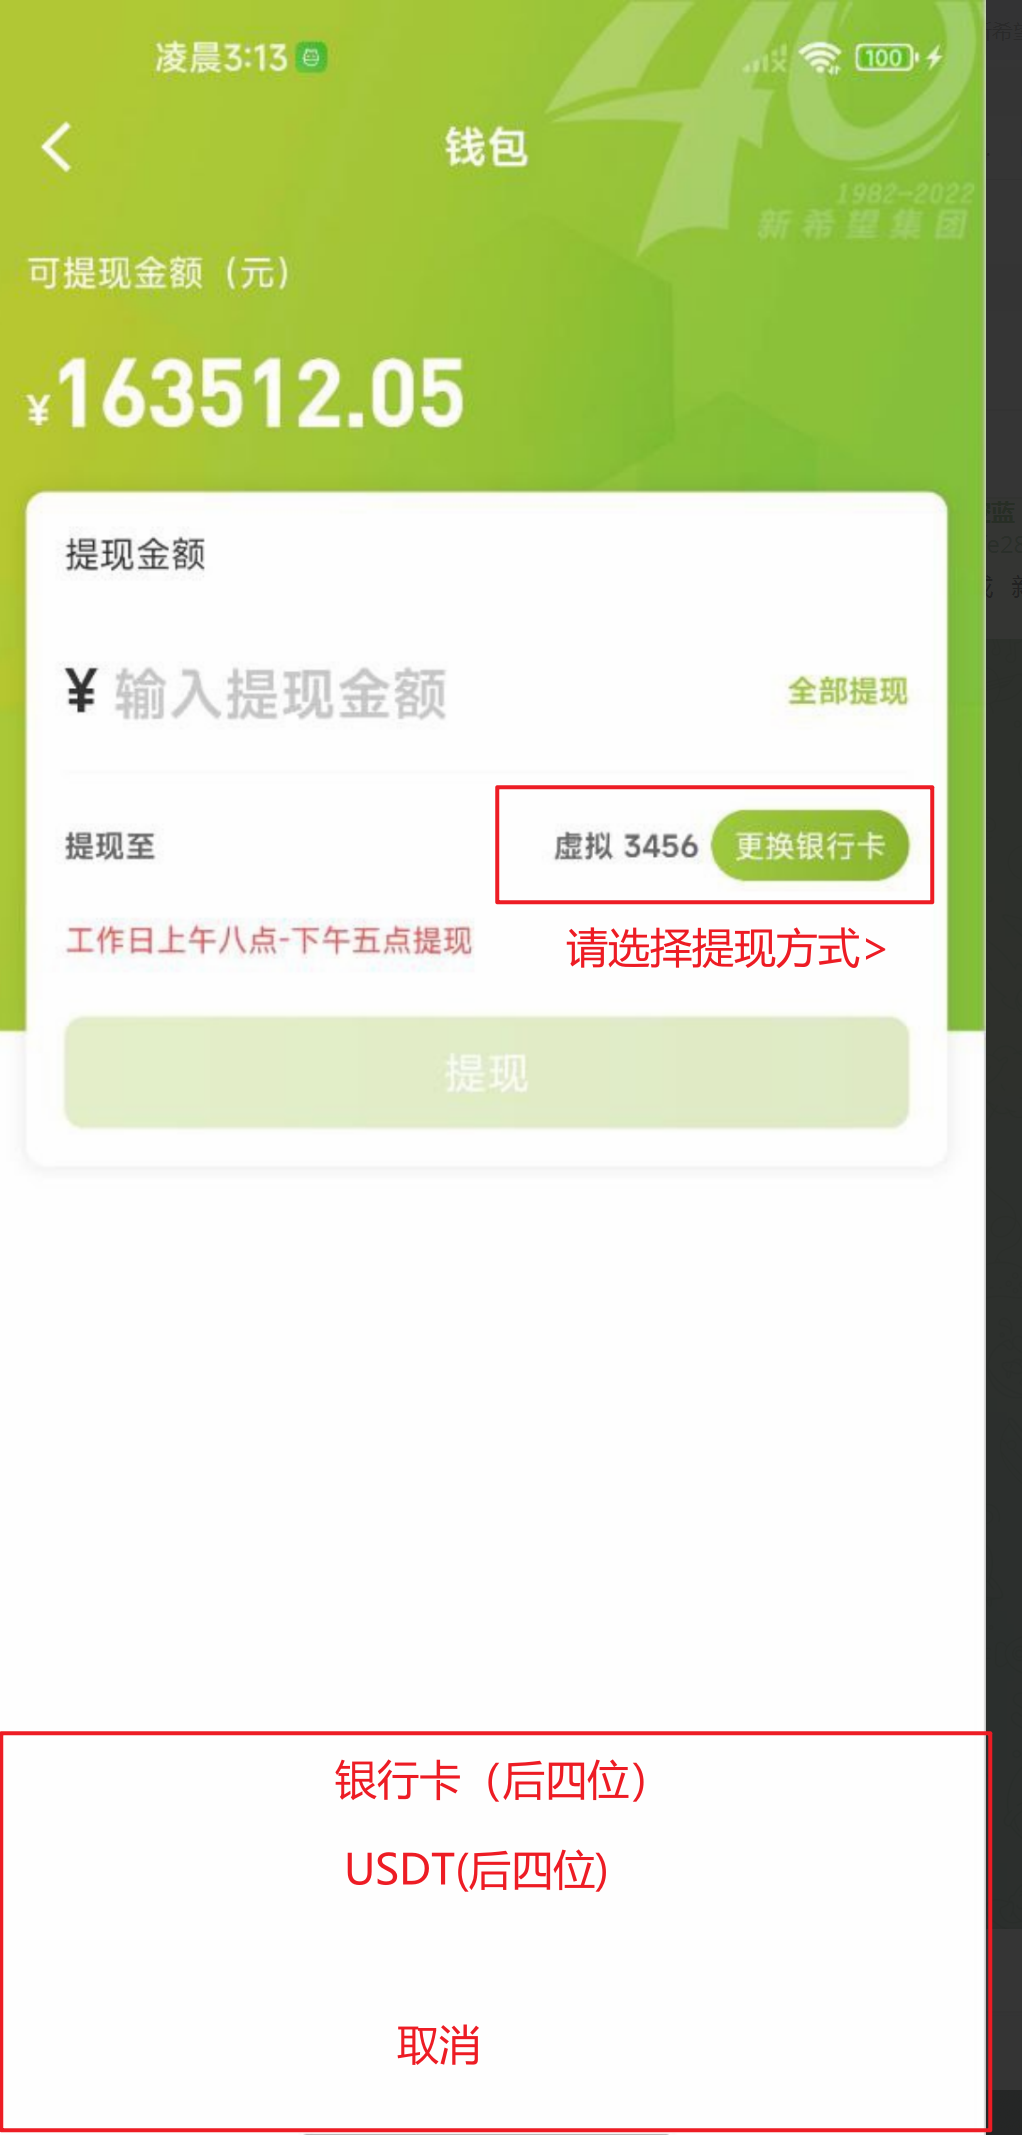 凌晨3:13
100
钱包
1982-2022
新希望集团
可提现金额（元）
¥163512.05
提现金额
¥ 输入提现金额
全部提现
提现至
虚拟 3456
更换银行卡
工作日上午八点-下午五点提现
请选择提现方式>
提现
银行卡（后四位）
USDT(后四位)
取消